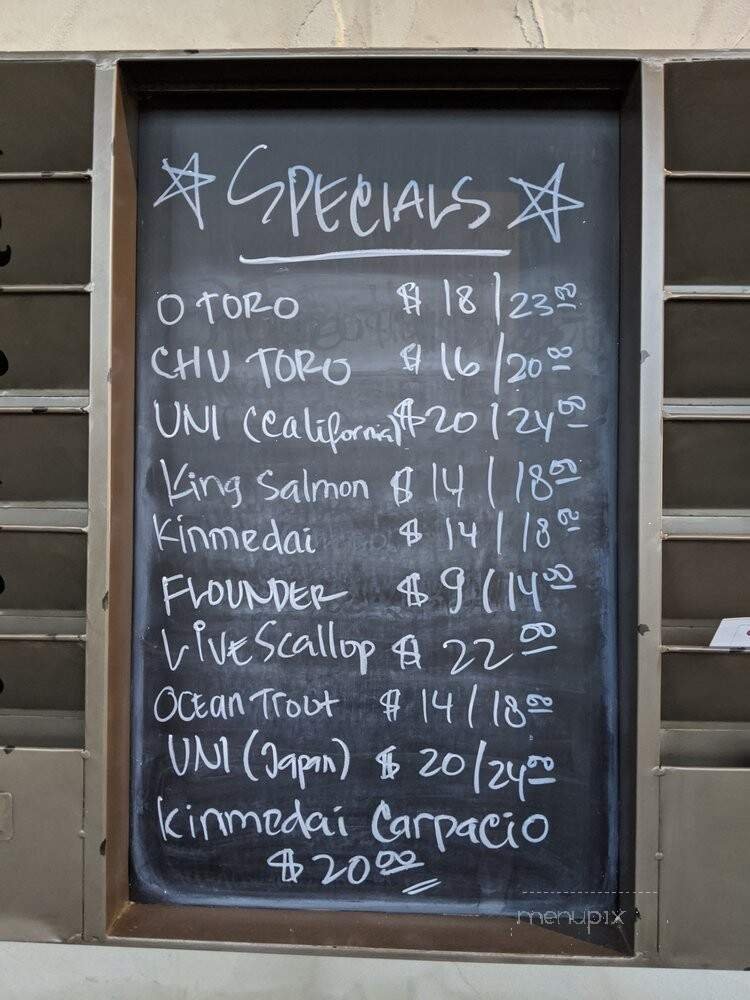 ☆ SPECIALS ☆
O TORO $ 18 / 23.00
CHU TORO $ 16 / 20.00
UNI (California) $ 20 / 24.00
King Salmon $ 14 / 18.00
Kinmedai $ 14 / 18.00
FLOUNDER $ 9 / 14.00
LIVE Scallop $ 22.00
Ocean Trout $ 14 / 18.00
UNI (Japan) $ 20 / 24.00
Kinmedai Carpacio
$ 20.00
menupix